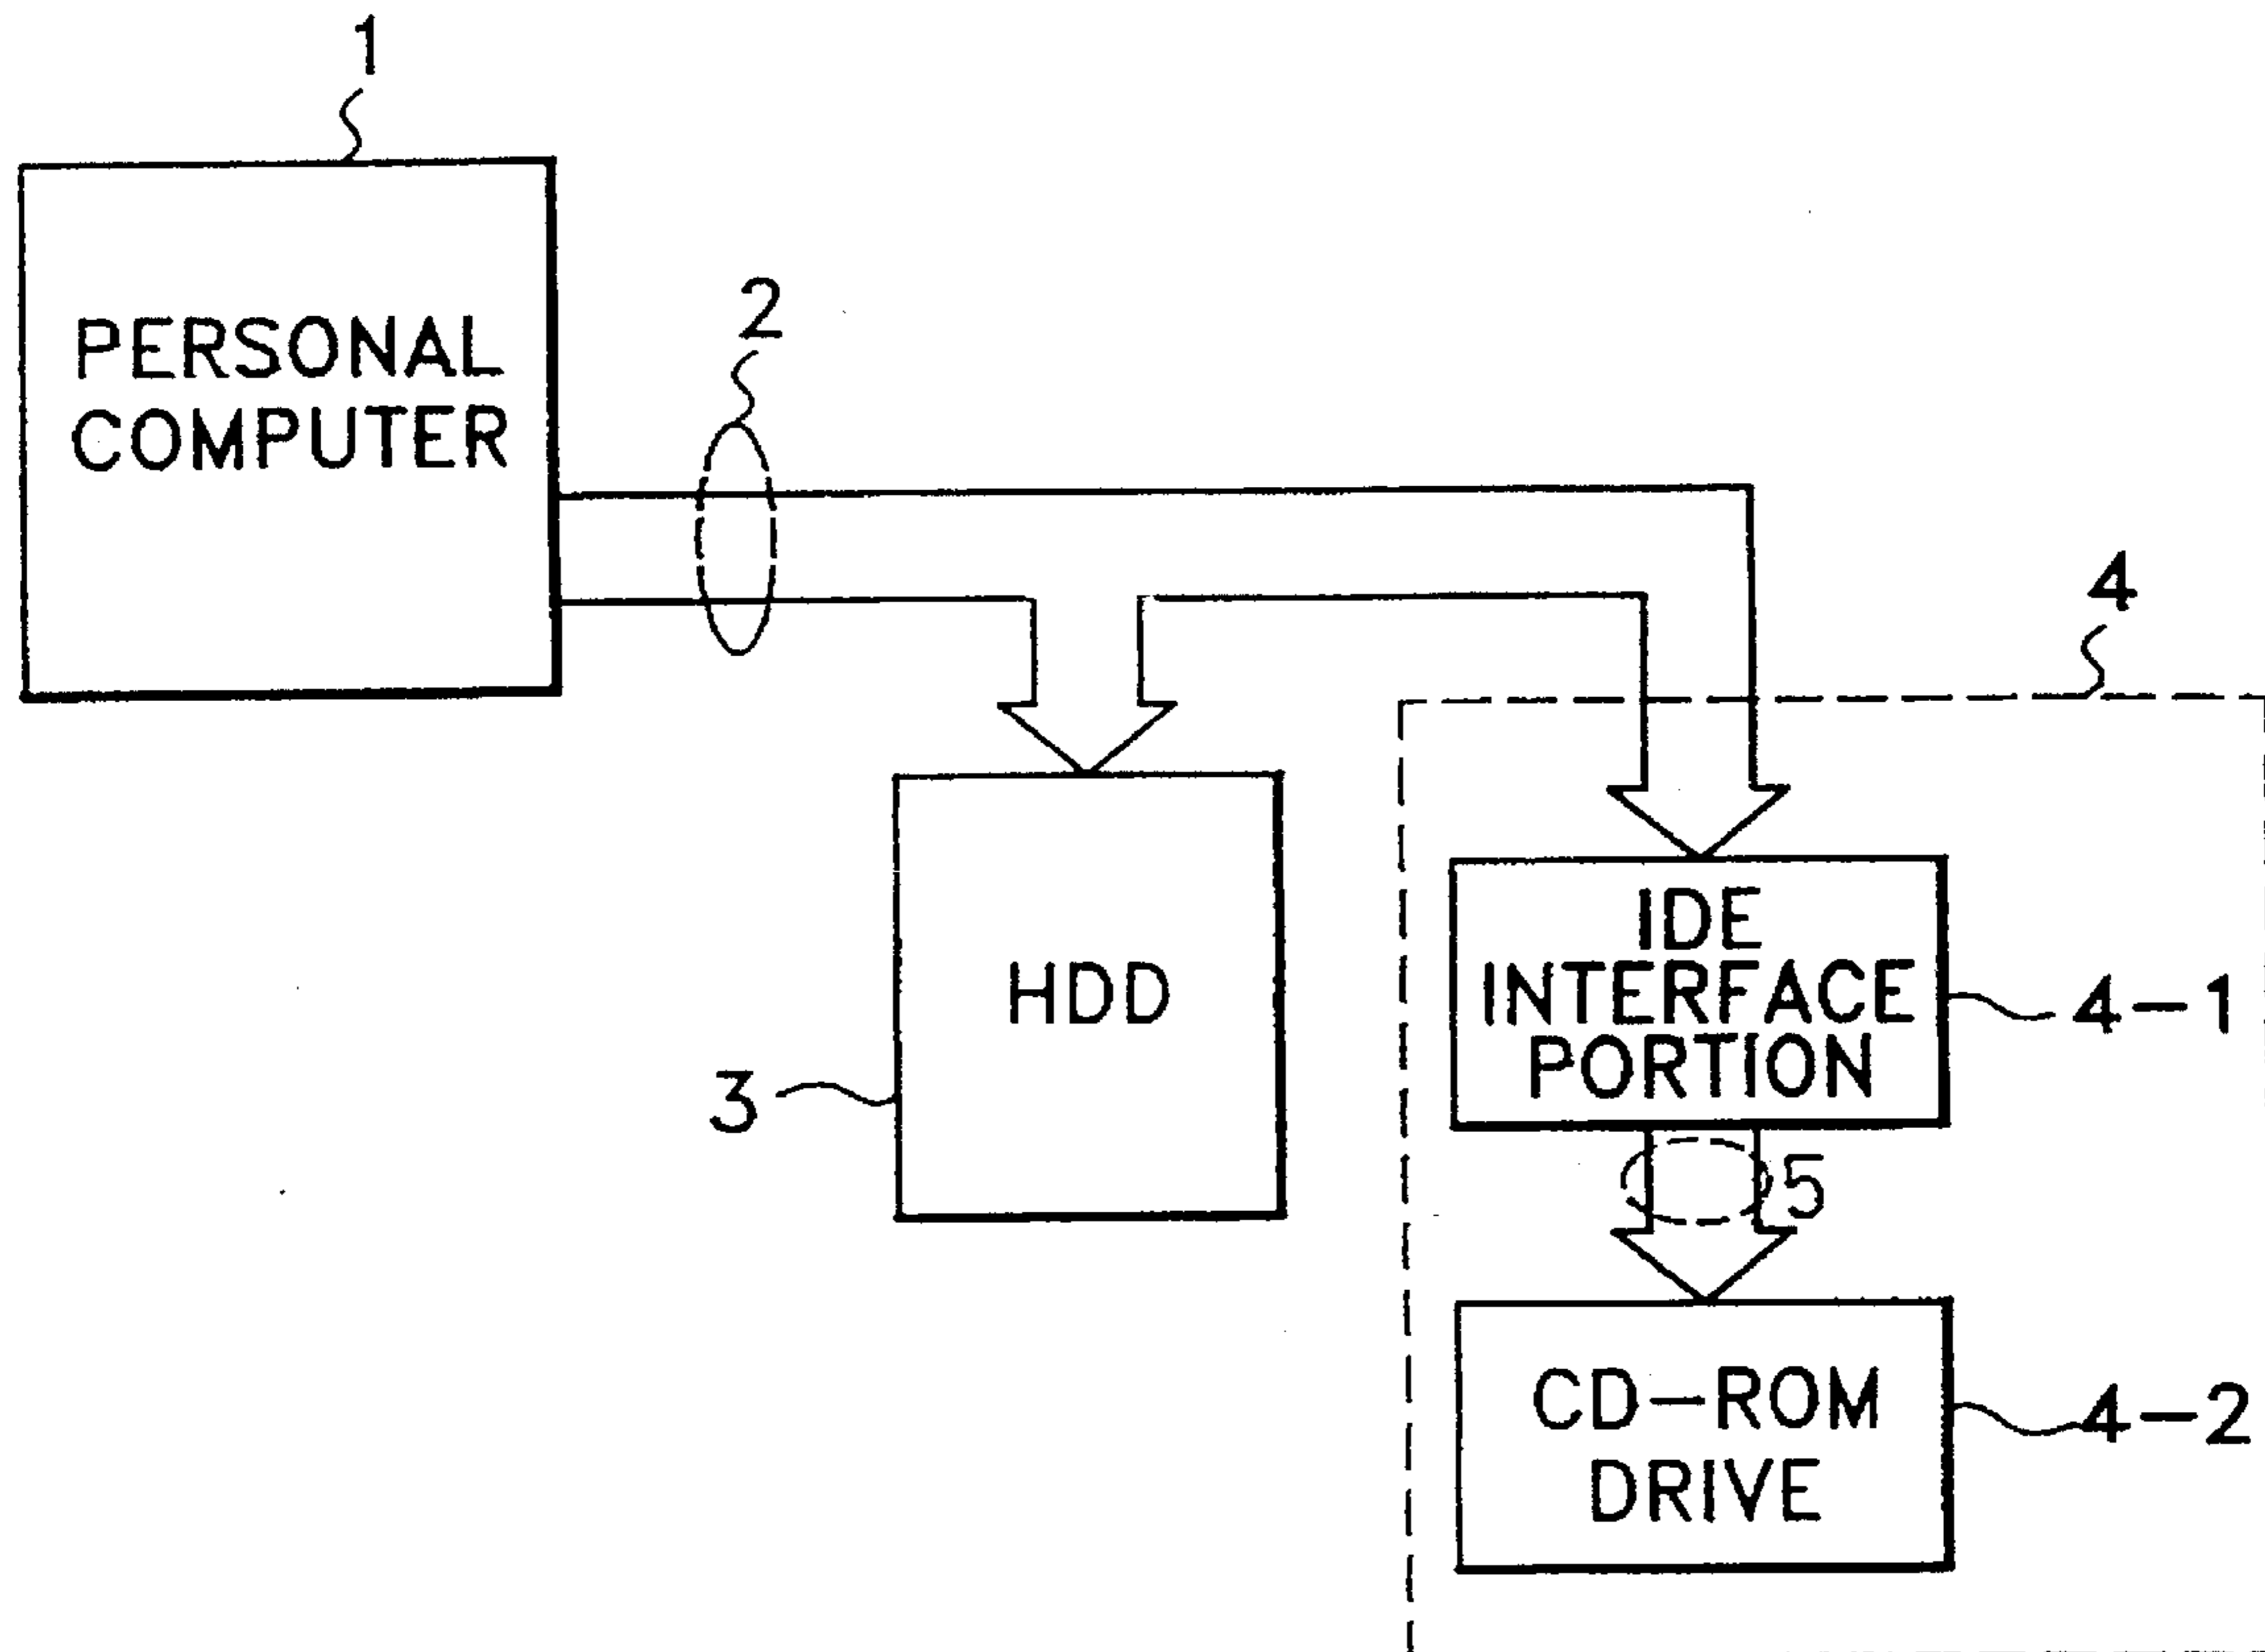 1
PERSONAL
COMPUTER
2
4
HDD
3
IDE
INTERFACE
PORTION
4-1
5
CD-ROM
DRIVE
4-2